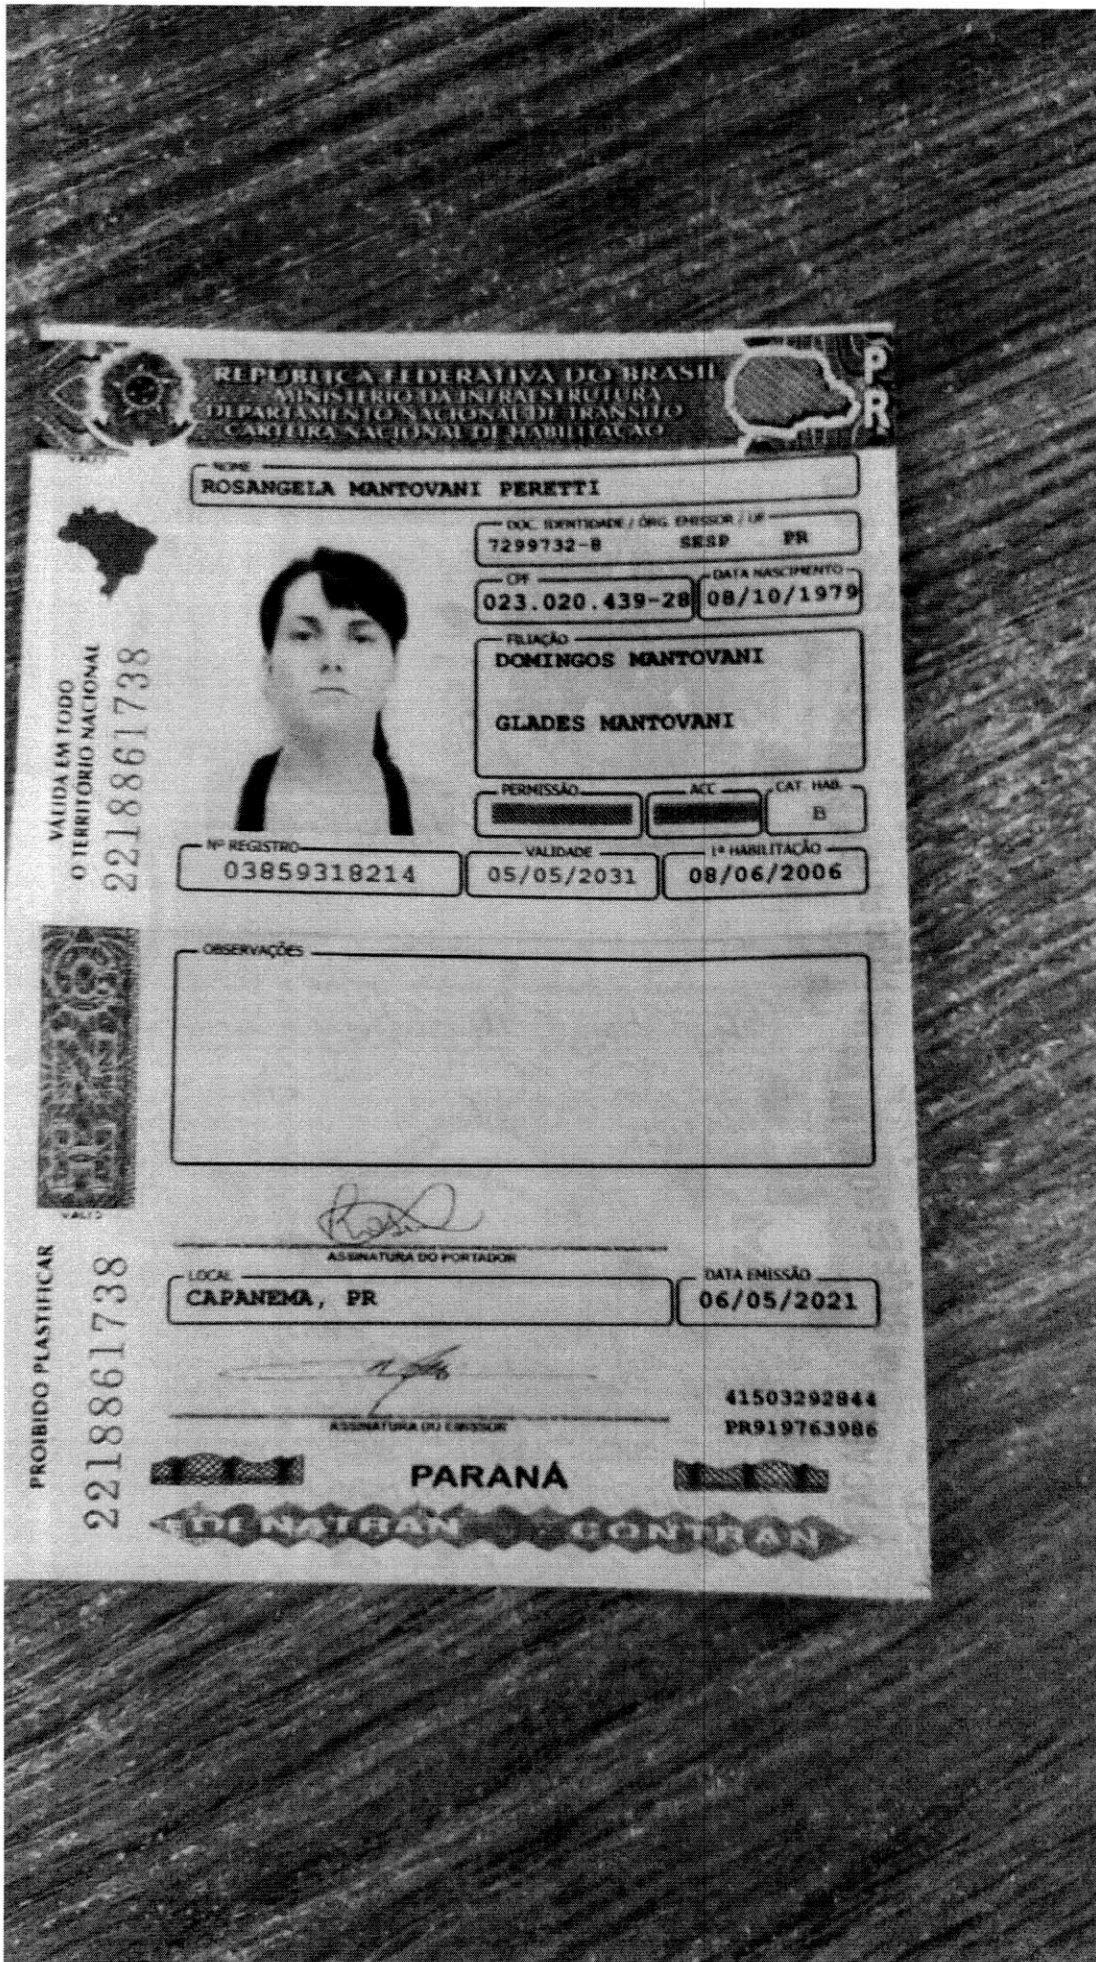 REPÚBLICA FEDERATIVA DO BRASIL
MINISTÉRIO DA INFRAESTRUTURA
DEPARTAMENTO NACIONAL DE TRÂNSITO
CARTEIRA NACIONAL DE HABILITAÇÃO
PR
NOME
ROSANGELA MANTOVANI PERETTI
DOC. IDENTIDADE / ÓRG. EMISSOR / UF
7299732-8 SESP PR
CPF DATA NASCIMENTO
023.020.439-28 08/10/1979
FILIAÇÃO
DOMINGOS MANTOVANI
GLADES MANTOVANI
PERMISSÃO ACC CAT. HAB.
B
Nº REGISTRO VALIDADE 1ª HABILITAÇÃO
03859318214 05/05/2031 08/06/2006
VALIDA EM TODO
O TERRITÓRIO NACIONAL
2218861738
OBSERVAÇÕES
ASSINATURA DO PORTADOR
LOCAL DATA EMISSÃO
CAPANEMA, PR 06/05/2021
ASSINATURA DO EMISSOR
41503292844
PR919763986
PROIBIDO PLASTIFICAR
2218861738
PARANÁ
DENATRAN CONTRAN